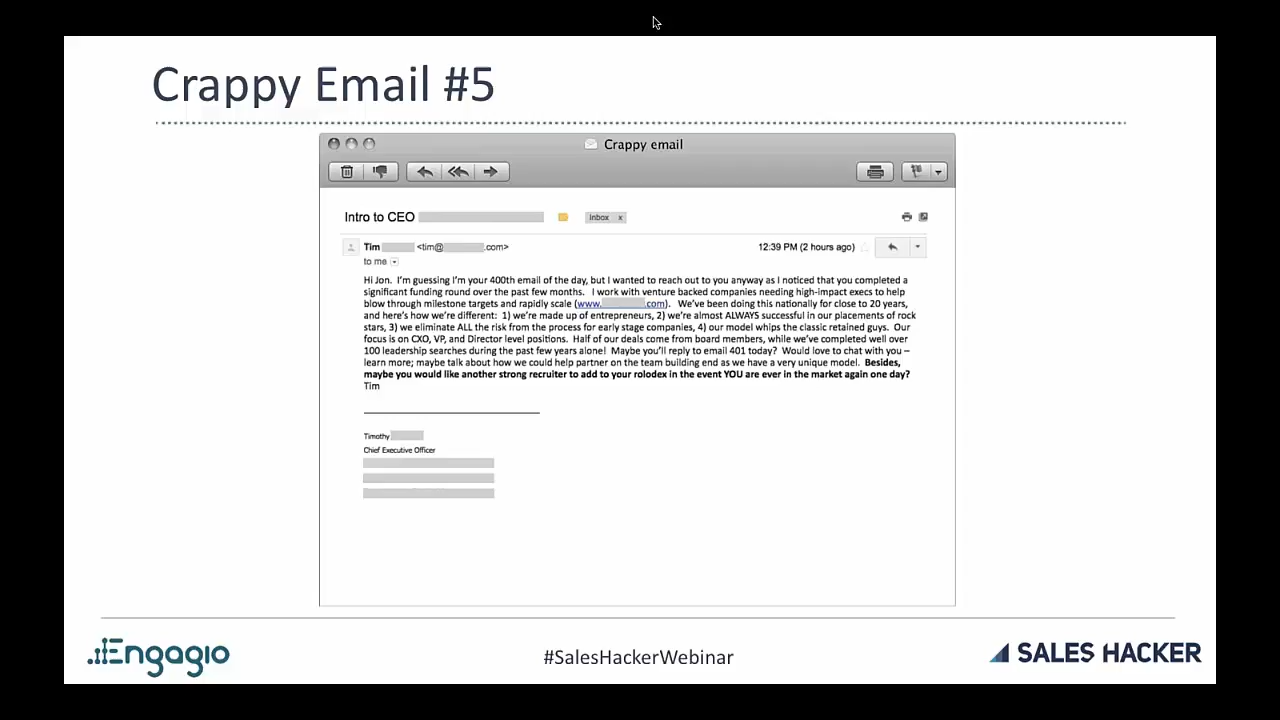 Crappy Email #5
Crappy email
Intro to CEO
Inbox x
Tim <tim@ .com>
12:39 PM (2 hours ago)
to me
Hi Jon. I'm guessing I'm your 400th email of the day, but I wanted to reach out to you anyway as I noticed that you completed a
significant funding round over the past few months. I work with venture backed companies needing high-impact execs to help
blow through milestone targets and rapidly scale (www. .com). We've been doing this nationally for close to 20 years,
and here's how we're different: 1) we're made up of entrepreneurs, 2) we're almost ALWAYS successful in our placements of rock
stars, 3) we eliminate ALL the risk from the process for early stage companies, 4) our model whips the classic retained guys. Our
focus is on CXO, VP, and Director level positions. Half of our deals come from board members, while we've completed well over
100 leadership searches during the past few years alone! Maybe you'll reply to email 401 today? Would love to chat with you –
learn more; maybe talk about how we could help partner on the team building end as we have a very unique model. Besides,
maybe you would like another strong recruiter to add to your rolodex in the event YOU are ever in the market again one day?
Tim
Timothy
Chief Executive Officer
Engagio
#SalesHackerWebinar
SALES HACKER